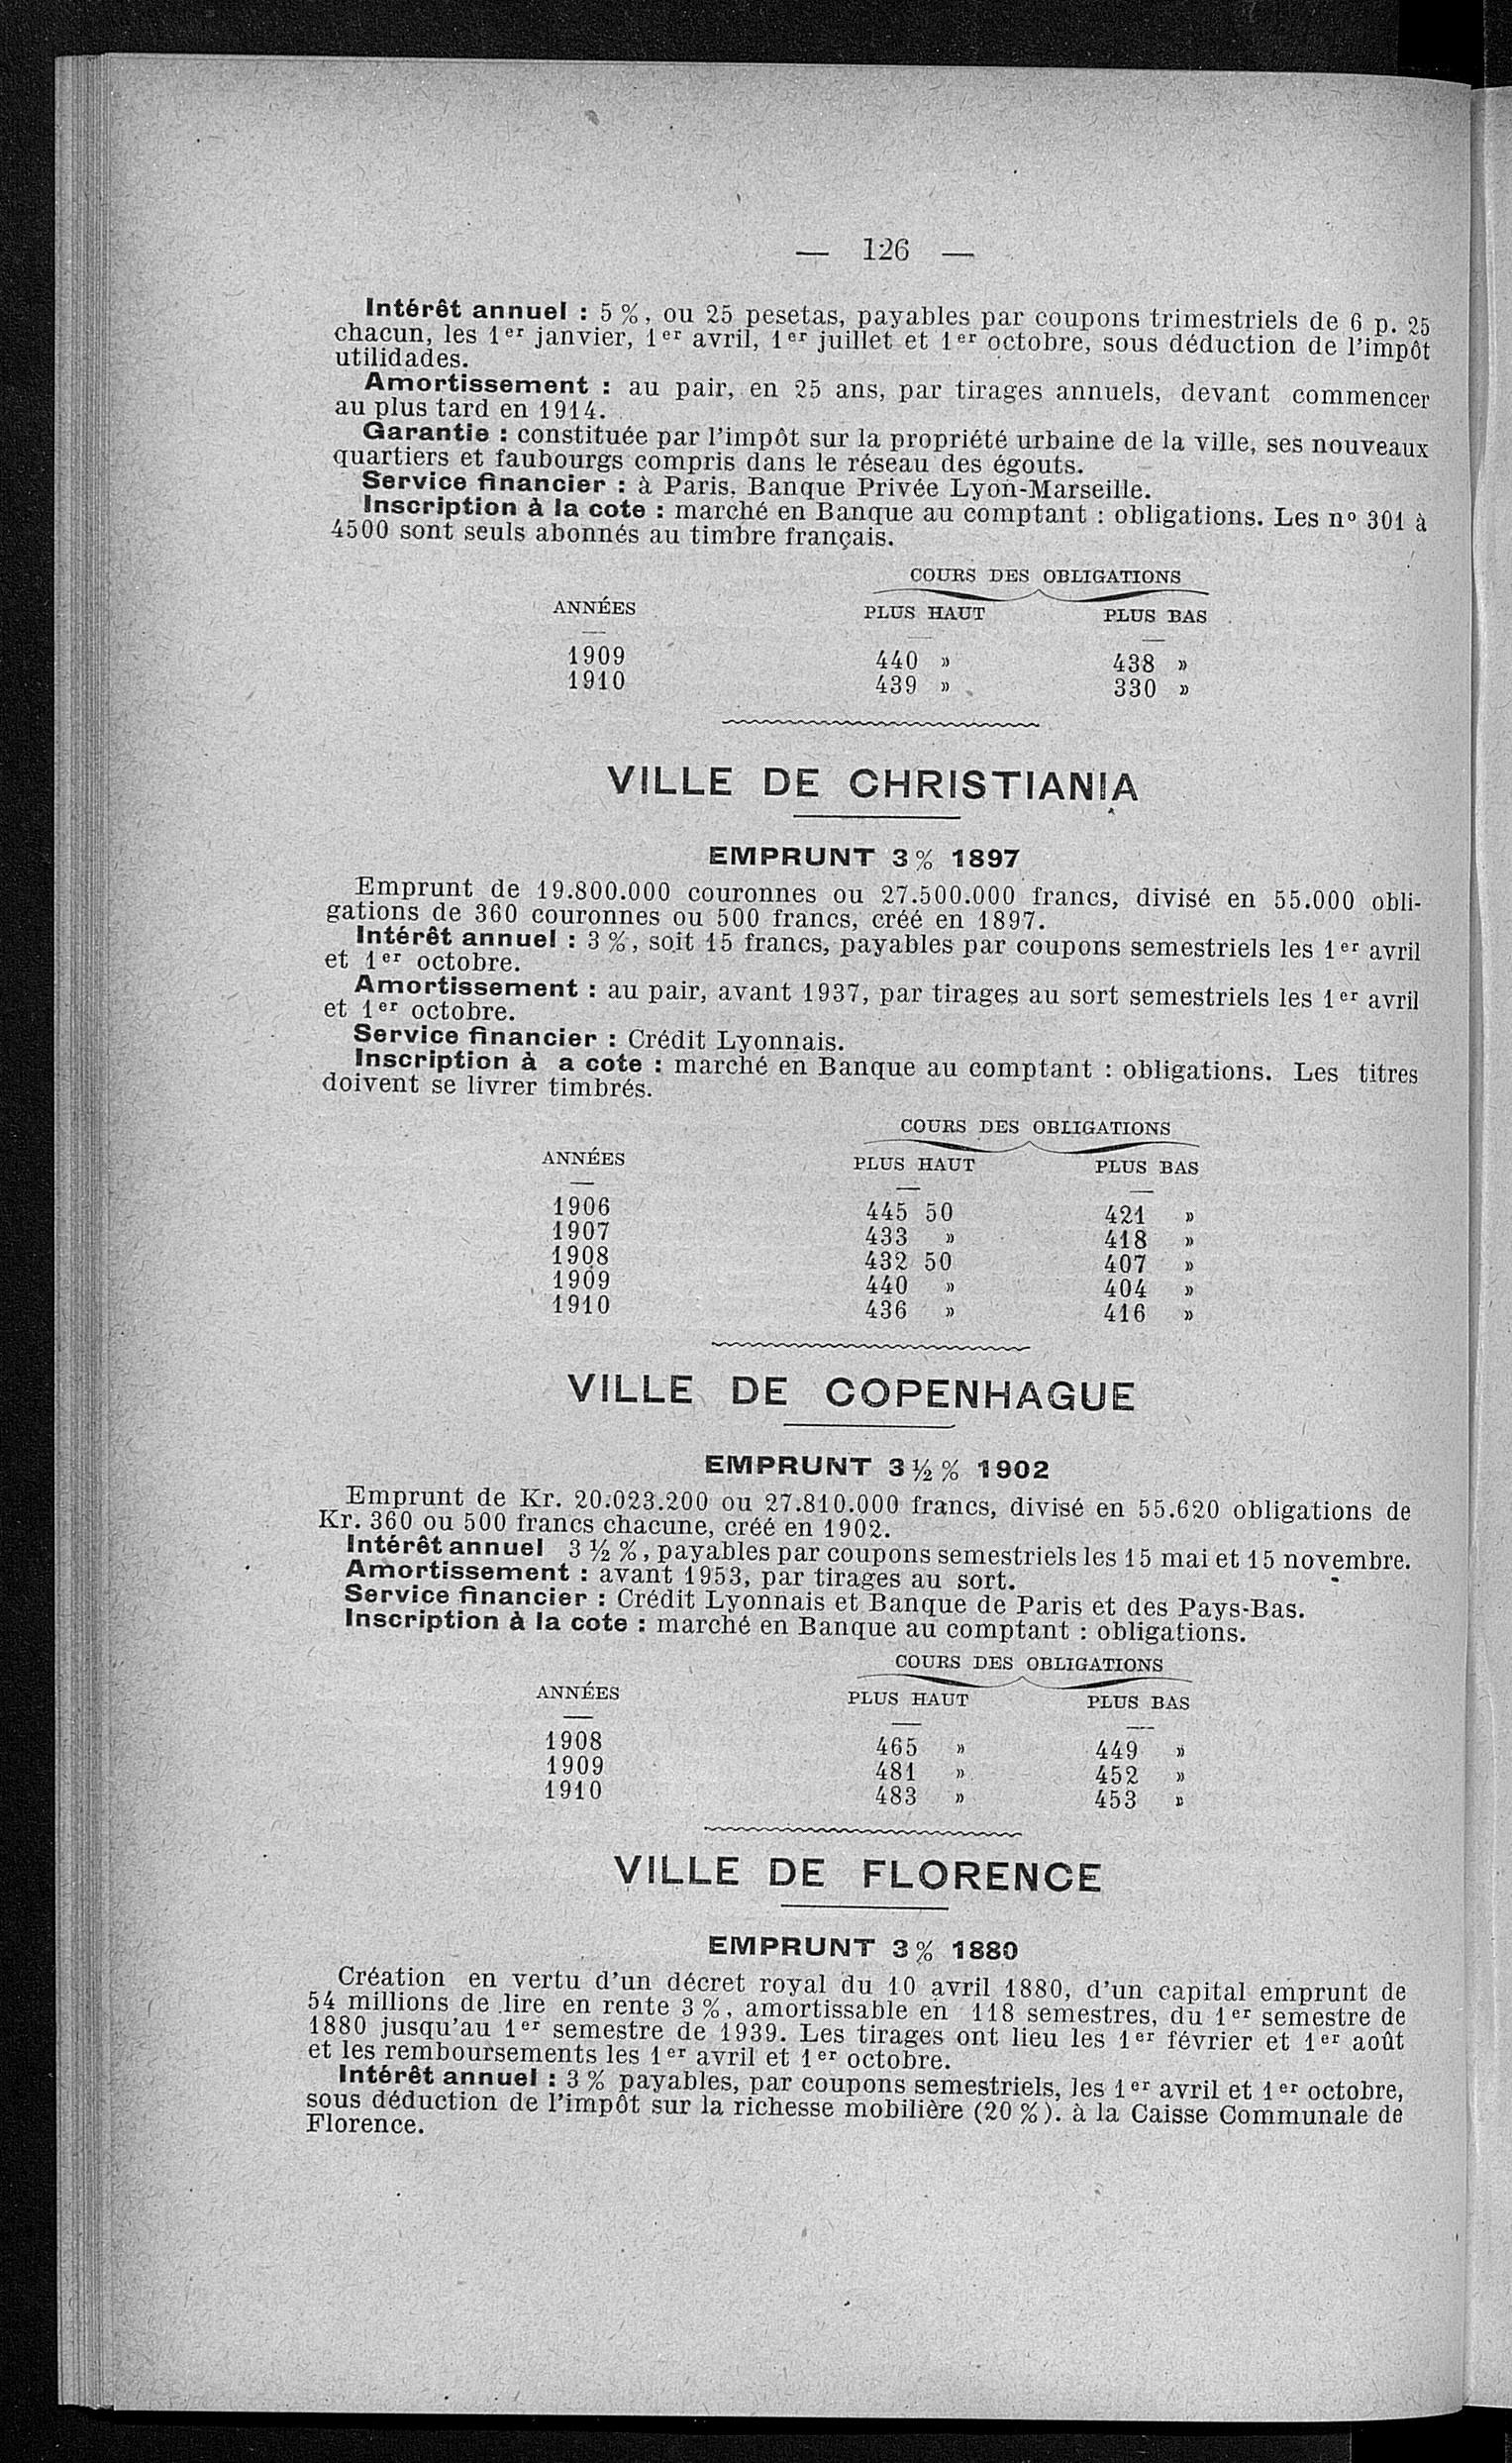 — 126 —
Intérêt annuel : 5 %, ou 25 pesetas, payables par coupons trimestriels de 6 p. 25
chacun, les 1er janvier, 1er avril, 1er juillet et 1er octobre, sous déduction de l'impôt
utilidades.
Amortissement : au pair, en 25 ans, par tirages annuels, devant commencer
au plus tard en 1914.
Garantie : constituée par l'impôt sur la propriété urbaine de la ville, ses nouveaux
quartiers et faubourgs compris dans le réseau des égouts.
Service financier : à Paris, Banque Privée Lyon-Marseille.
Inscription à la cote : marché en Banque au comptant : obligations. Les nº 301 à
4500 sont seuls abonnés au timbre français.
COURS DES OBLIGATIONS
ANNÉES PLUS HAUT PLUS BAS
1909 440 » 438 »
1910 439 » 330 »
VILLE DE CHRISTIANIA
EMPRUNT 3 % 1897
Emprunt de 19.800.000 couronnes ou 27.500.000 francs, divisé en 55.000 obli-
gations de 360 couronnes ou 500 francs, créé en 1897.
Intérêt annuel : 3 %, soit 15 francs, payables par coupons semestriels les 1er avril
et 1er octobre.
Amortissement : au pair, avant 1937, par tirages au sort semestriels les 1er avril
et 1er octobre.
Service financier : Crédit Lyonnais.
Inscription à a cote : marché en Banque au comptant : obligations. Les titres
doivent se livrer timbrés.
COURS DES OBLIGATIONS
ANNÉES PLUS HAUT PLUS BAS
1906 445 50 421 »
1907 433 » 418 »
1908 432 50 407 »
1909 440 » 404 »
1910 436 » 416 »
VILLE DE COPENHAGUE
EMPRUNT 3 ½ % 1902
Emprunt de Kr. 20.023.200 ou 27.810.000 francs, divisé en 55.620 obligations de
Kr. 360 ou 500 francs chacune, créé en 1902.
Intérêt annuel 3 ½ %, payables par coupons semestriels les 15 mai et 15 novembre.
Amortissement : avant 1953, par tirages au sort.
Service financier : Crédit Lyonnais et Banque de Paris et des Pays-Bas.
Inscription à la cote : marché en Banque au comptant : obligations.
COURS DES OBLIGATIONS
ANNÉES PLUS HAUT PLUS BAS
1908 465 » 449 »
1909 481 » 452 »
1910 483 » 453 »
VILLE DE FLORENCE
EMPRUNT 3 % 1880
Création en vertu d'un décret royal du 10 avril 1880, d'un capital emprunt de
54 millions de lire en rente 3 %, amortissable en 118 semestres, du 1er semestre de
1880 jusqu'au 1er semestre de 1939. Les tirages ont lieu les 1er février et 1er août
et les remboursements les 1er avril et 1er octobre.
Intérêt annuel : 3 % payables, par coupons semestriels, les 1er avril et 1er octobre,
sous déduction de l'impôt sur la richesse mobilière (20 %). à la Caisse Communale de
Florence.